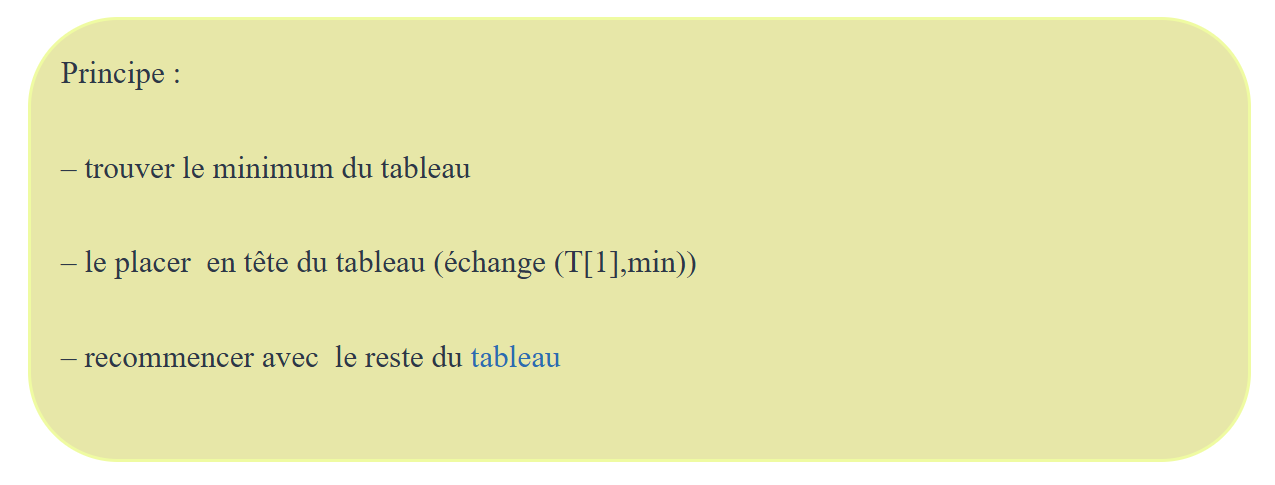 Principe :
– trouver le minimum du tableau
– le placer  en tête du tableau (échange (T[1],min))
– recommencer avec  le reste du tableau